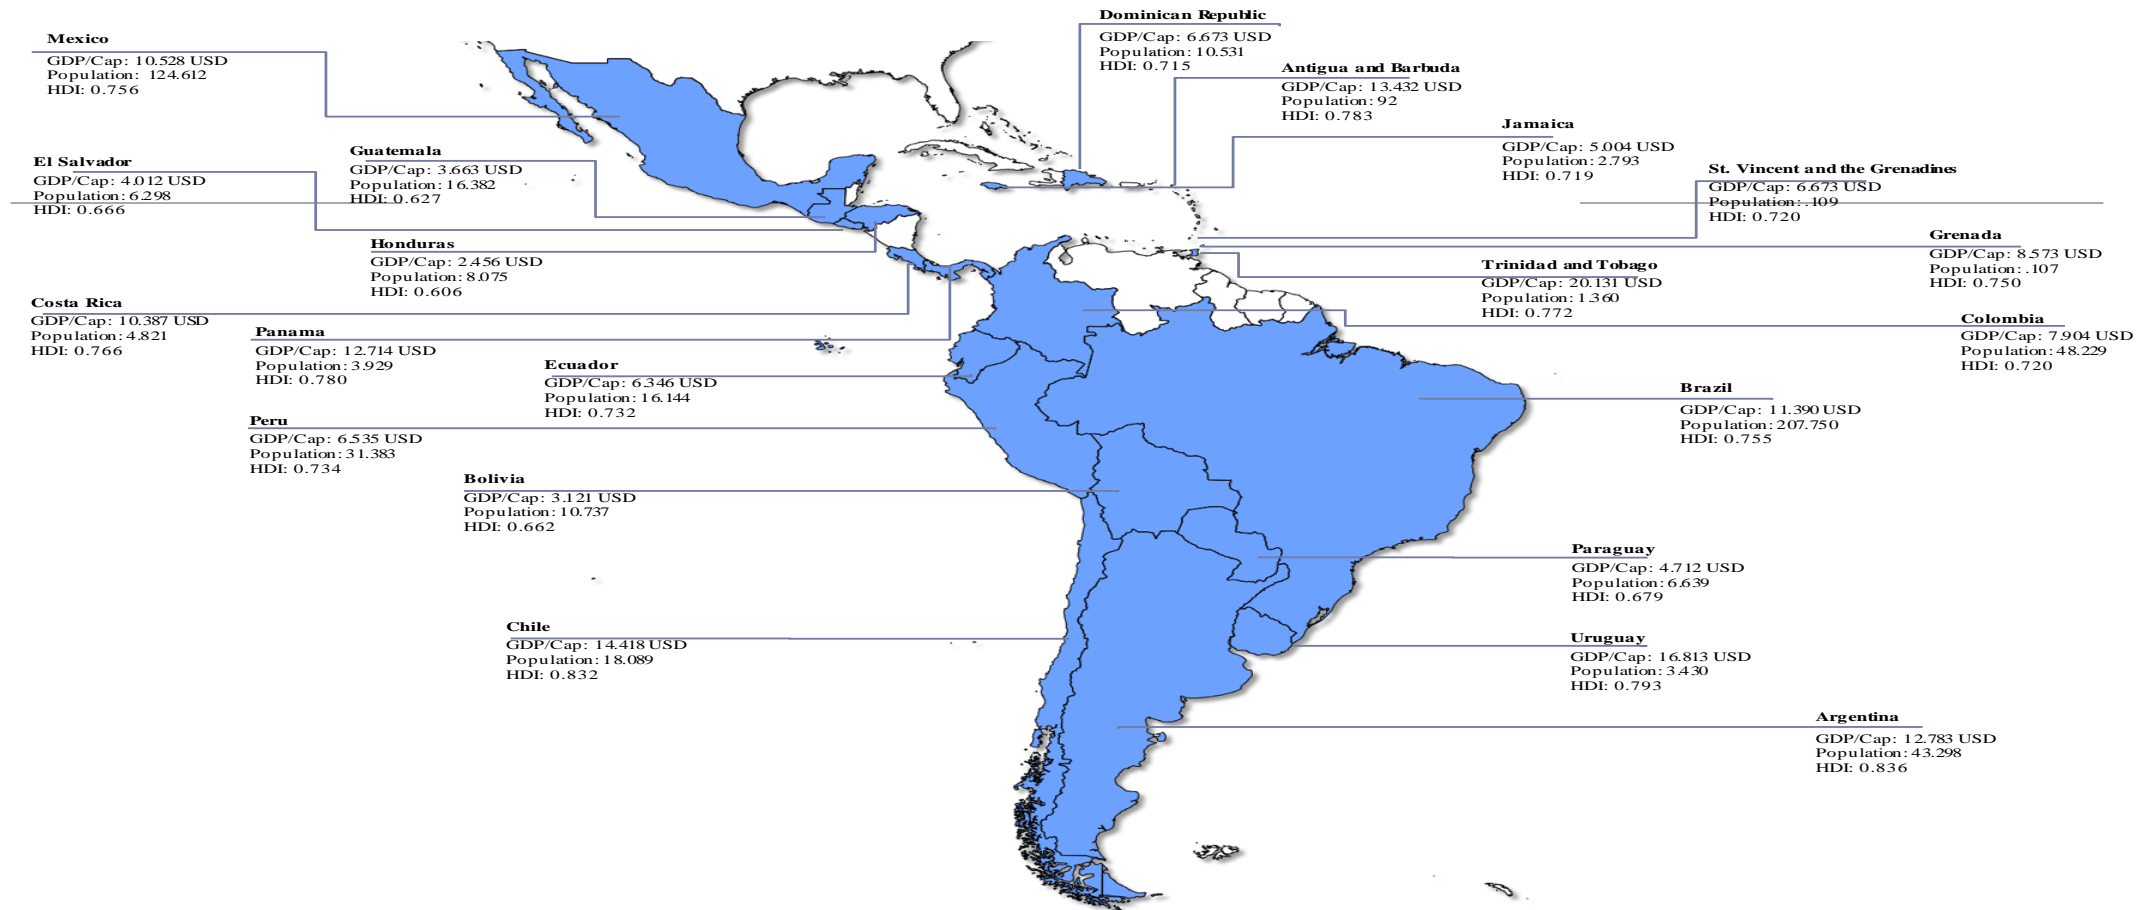 Dominican Republic
GDP/Cap: 6.673 USD
Population: 10.531
HDI: 0.715
Mexico
GDP/Cap: 10.528 USD
Population: 124.612
HDI: 0.756
Antigua and Barbuda
GDP/Cap: 13.432 USD
Population: 92
HDI: 0.783
Jamaica
GDP/Cap: 5.004 USD
Population: 2.793
HDI: 0.719
Guatemala
GDP/Cap: 3.663 USD
Population: 16.382
HDI: 0.627
El Salvador
GDP/Cap: 4.012 USD
Population: 6.298
HDI: 0.666
St. Vincent and the Grenadines
GDP/Cap: 6.673 USD
Population: .109
HDI: 0.720
Honduras
GDP/Cap: 2.456 USD
Population: 8.075
HDI: 0.606
Grenada
GDP/Cap: 8.573 USD
Population: .107
HDI: 0.750
Trinidad and Tobago
GDP/Cap: 20.131 USD
Population: 1.360
HDI: 0.772
Costa Rica
GDP/Cap: 10.387 USD
Population: 4.821
HDI: 0.766
Panama
GDP/Cap: 12.714 USD
Population: 3.929
HDI: 0.780
Colombia
GDP/Cap: 7.904 USD
Population: 48.229
HDI: 0.720
Ecuador
GDP/Cap: 6.346 USD
Population: 16.144
HDI: 0.732
Brazil
GDP/Cap: 11.390 USD
Population: 207.750
HDI: 0.755
Peru
GDP/Cap: 6.535 USD
Population: 31.383
HDI: 0.734
Bolivia
GDP/Cap: 3.121 USD
Population: 10.737
HDI: 0.662
Paraguay
GDP/Cap: 4.712 USD
Population: 6.639
HDI: 0.679
Chile
GDP/Cap: 14.418 USD
Population: 18.089
HDI: 0.832
Uruguay
GDP/Cap: 16.813 USD
Population: 3.430
HDI: 0.793
Argentina
GDP/Cap: 12.783 USD
Population: 43.298
HDI: 0.836